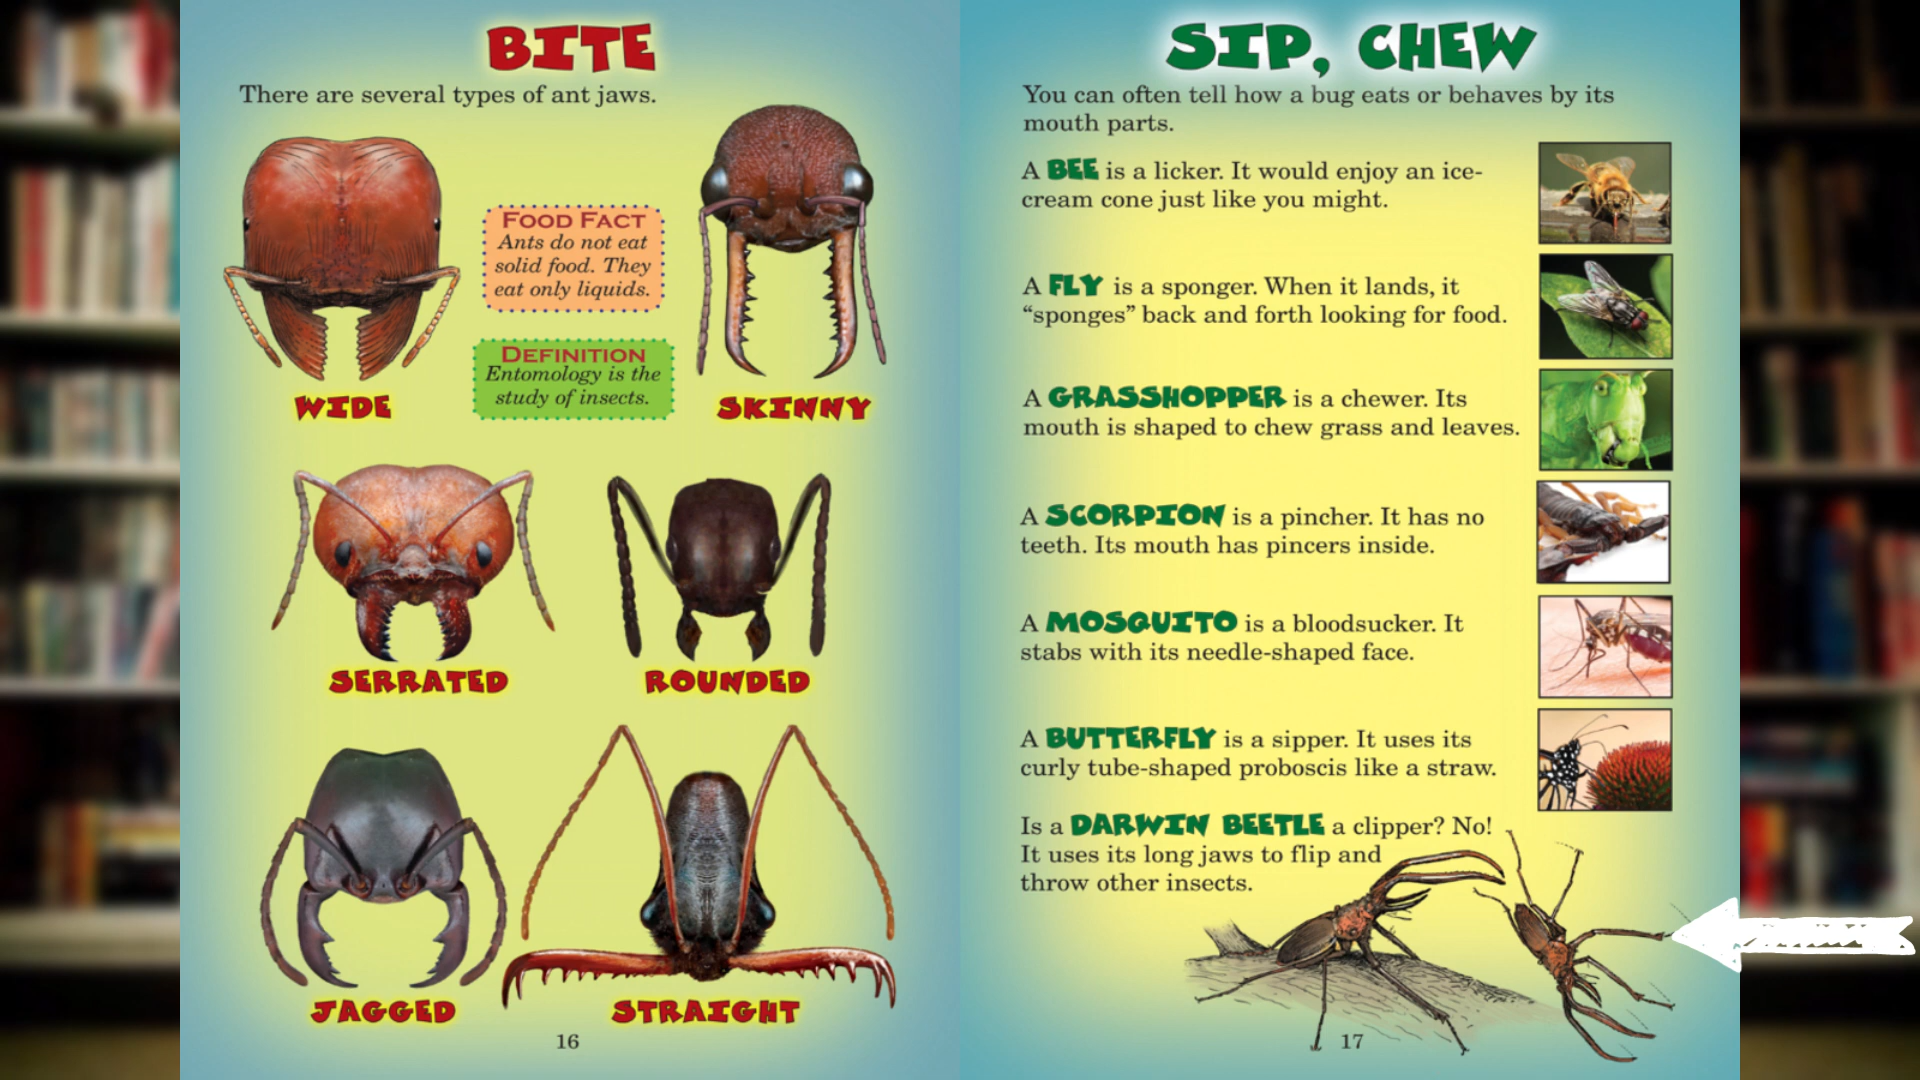 BITE
There are several types of ant jaws.
FOOD FACT
Ants do not eat
solid food. They
eat only liquids.
DEFINITION
Entomology is the
study of insects.
WIDE
SKINNY
SERRATED
ROUNDED
JAGGED
STRAIGHT
16
SIP, CHEW
You can often tell how a bug eats or behaves by its
mouth parts.
A BEE is a licker. It would enjoy an ice-
cream cone just like you might.
A FLY is a sponger. When it lands, it
“sponges” back and forth looking for food.
A GRASSHOPPER is a chewer. Its
mouth is shaped to chew grass and leaves.
A SCORPION is a pincher. It has no
teeth. Its mouth has pincers inside.
A MOSQUITO is a bloodsucker. It
stabs with its needle-shaped face.
A BUTTERFLY is a sipper. It uses its
curly tube-shaped proboscis like a straw.
Is a DARWIN BEETLE a clipper? No!
It uses its long jaws to flip and
throw other insects.
17